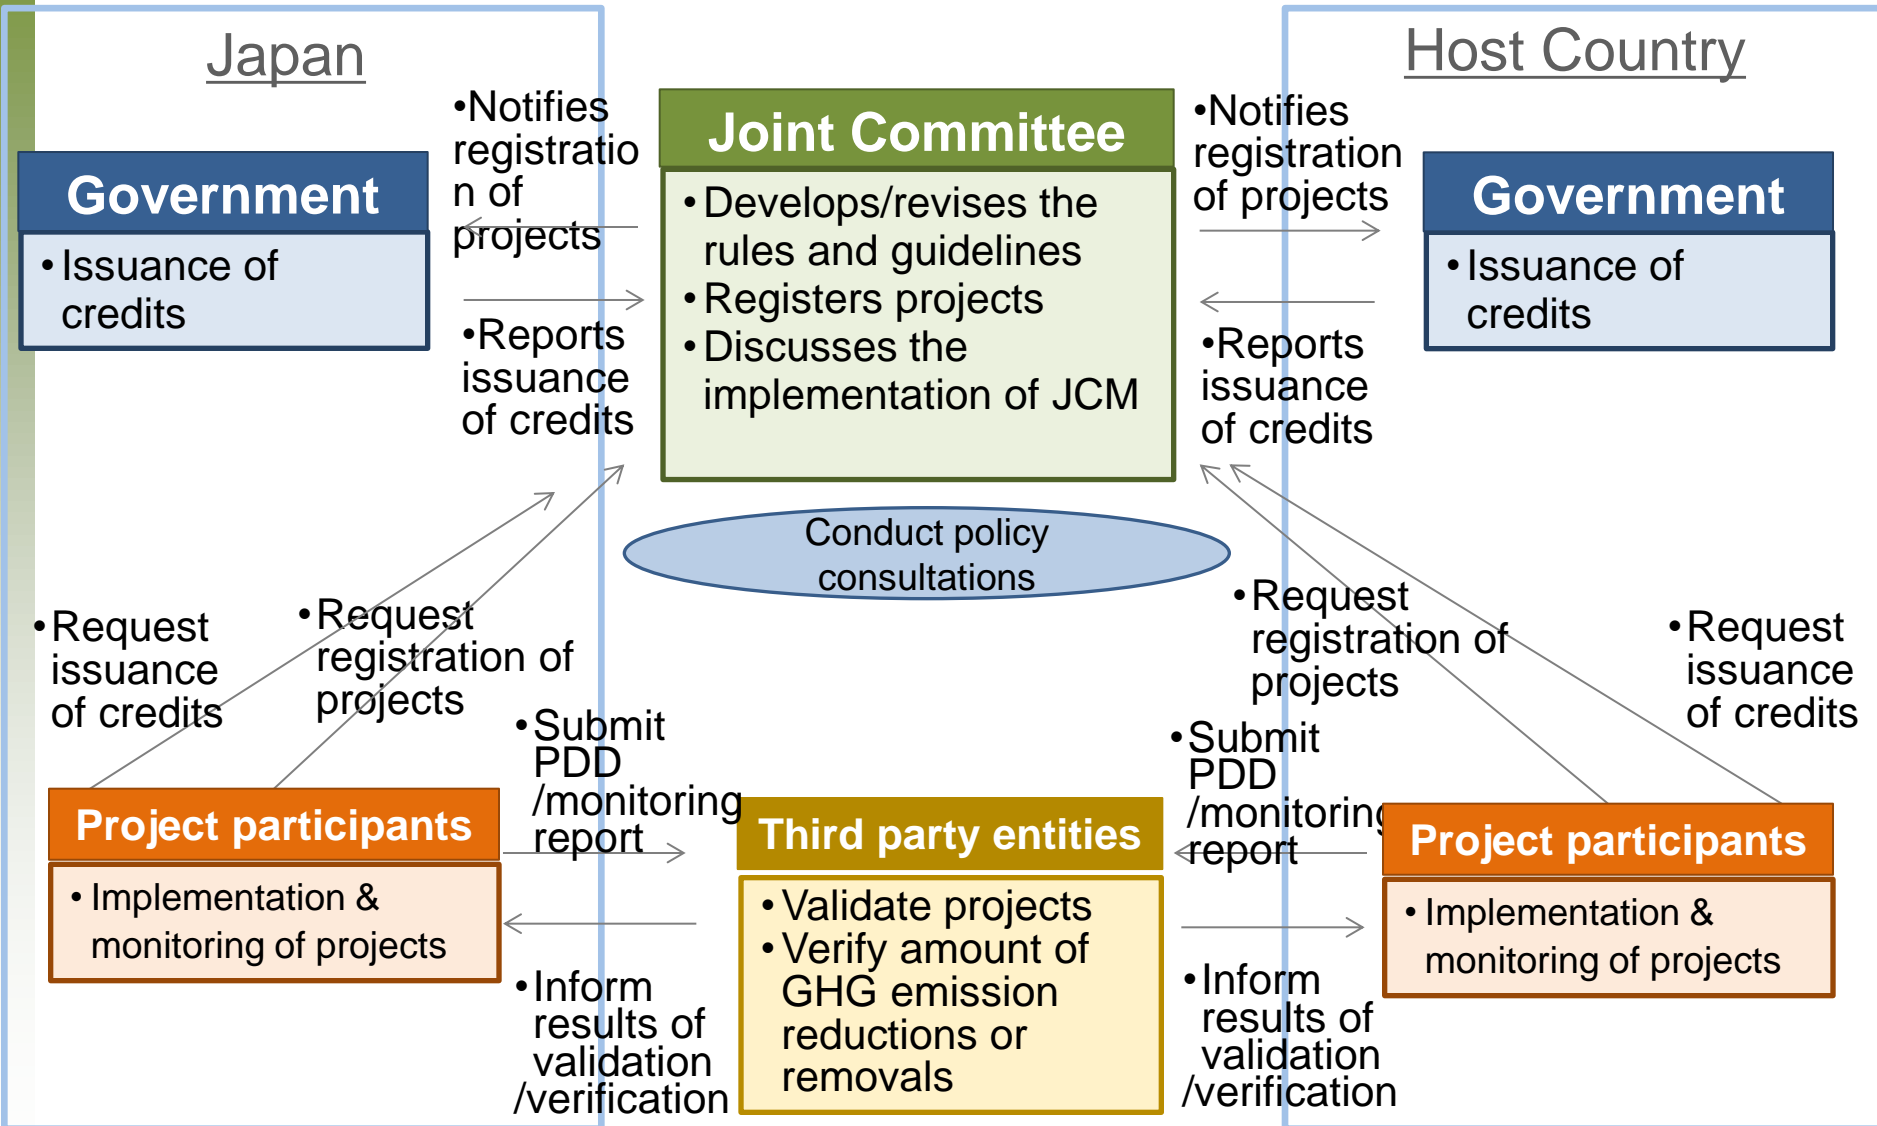 Japan
Host Country
•Notifies
registratio
n of
projects
Joint Committee
•Notifies
registration
of projects
Government
• Issuance of
credits
• Develops/revises the
rules and guidelines
• Registers projects
• Discusses the
implementation of JCM
Government
• Issuance of
credits
•Reports
issuance
of credits
•Reports
issuance
of credits
Conduct policy
consultations
•Request
issuance
of credits
•Request
registration of
projects
•Request
registration of
projects
•Request
issuance
of credits
•Submit
PDD
/monitoring
report
•Submit
PDD
/monitoring
report
Project participants
• Implementation &
monitoring of projects
Third party entities
• Validate projects
• Verify amount of
GHG emission
reductions or
removals
Project participants
• Implementation &
monitoring of projects
•Inform
results of
validation
/verification
•Inform
results of
validation
/verification